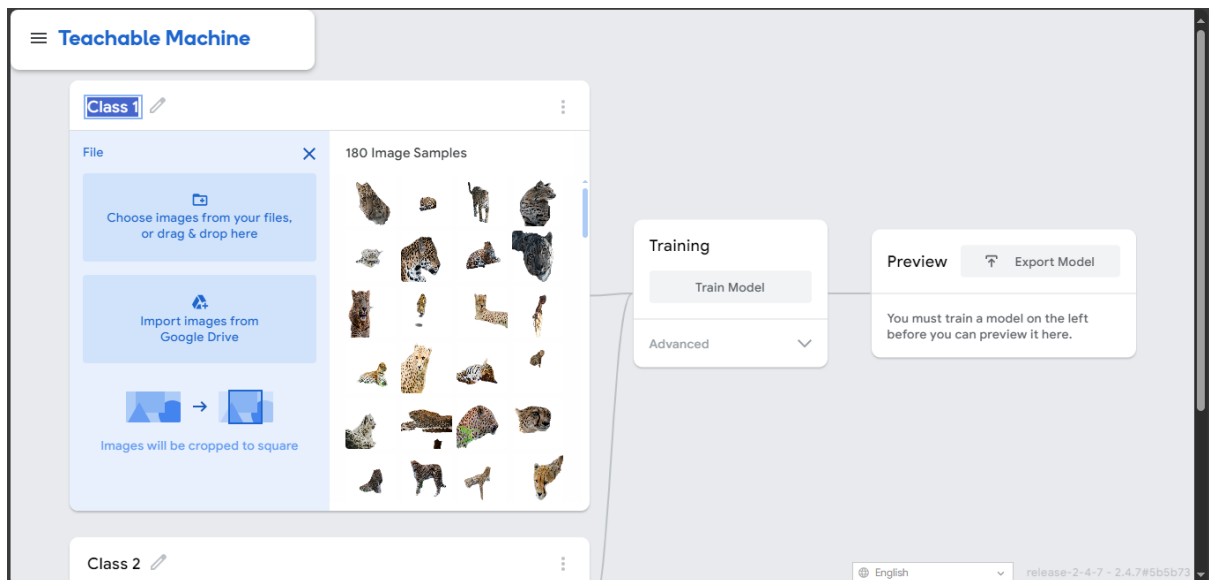 Teachable Machine
Class 1
File
180 Image Samples
Choose images from your files,
or drag & drop here
Import images from
Google Drive
Images will be cropped to square
Training
Train Model
Advanced
Preview
Export Model
You must train a model on the left
before you can preview it here.
Class 2
English
release-2-4-7 - 2.4.7#5b5b73